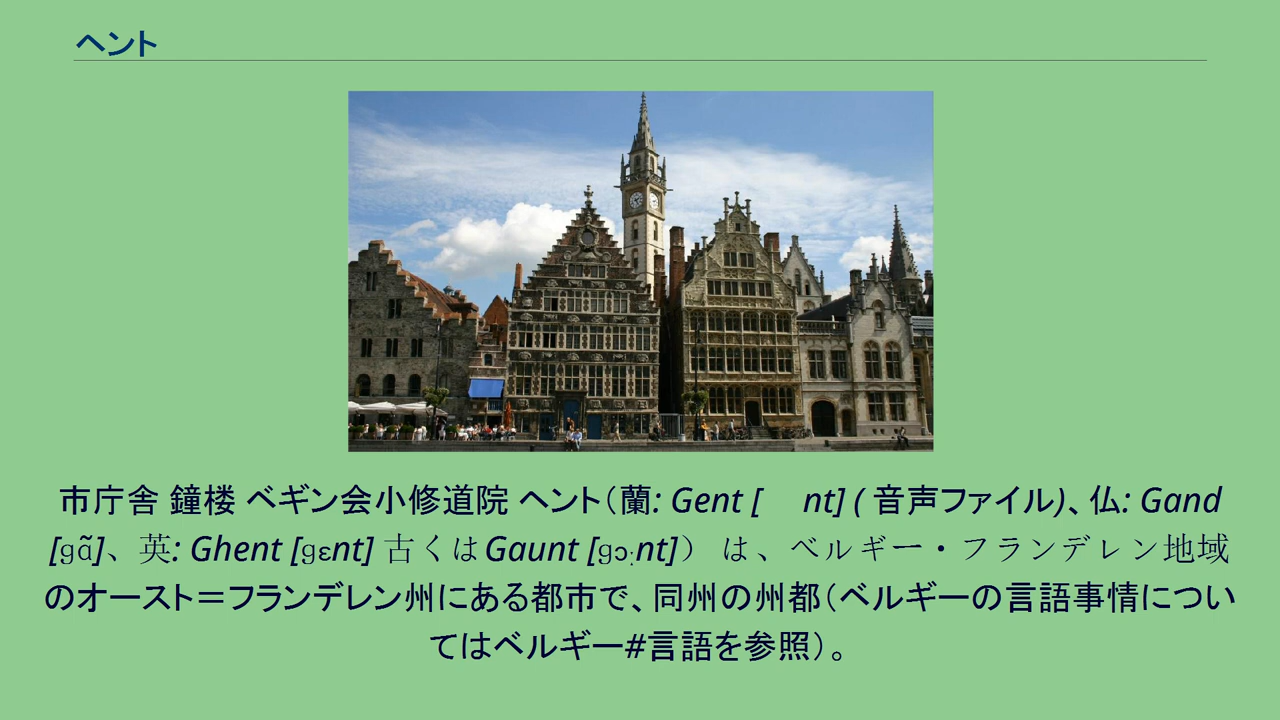 ヘント
市庁舎 鐘楼 ベギン会小修道院 ヘント（蘭: Gent [ nt] ( 音声ファイル)、仏: Gand
[ɡɑ̃]、英: Ghent [ɡɛnt] 古くはGaunt [ɡɔːnt]） は、ベルギー・フランデレン地域
のオースト＝フランデレン州にある都市で、同州の州都（ベルギーの言語事情につい
てはベルギー#言語を参照）。